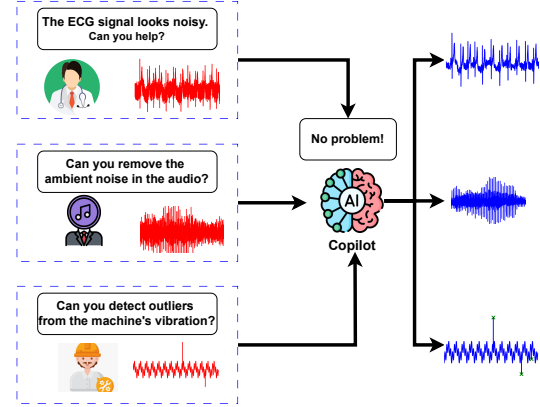 The ECG signal looks noisy.
Can you help?
No problem!
Can you remove the
ambient noise in the audio?
AI
Copilot
Can you detect outliers
from the machine's vibration?
%